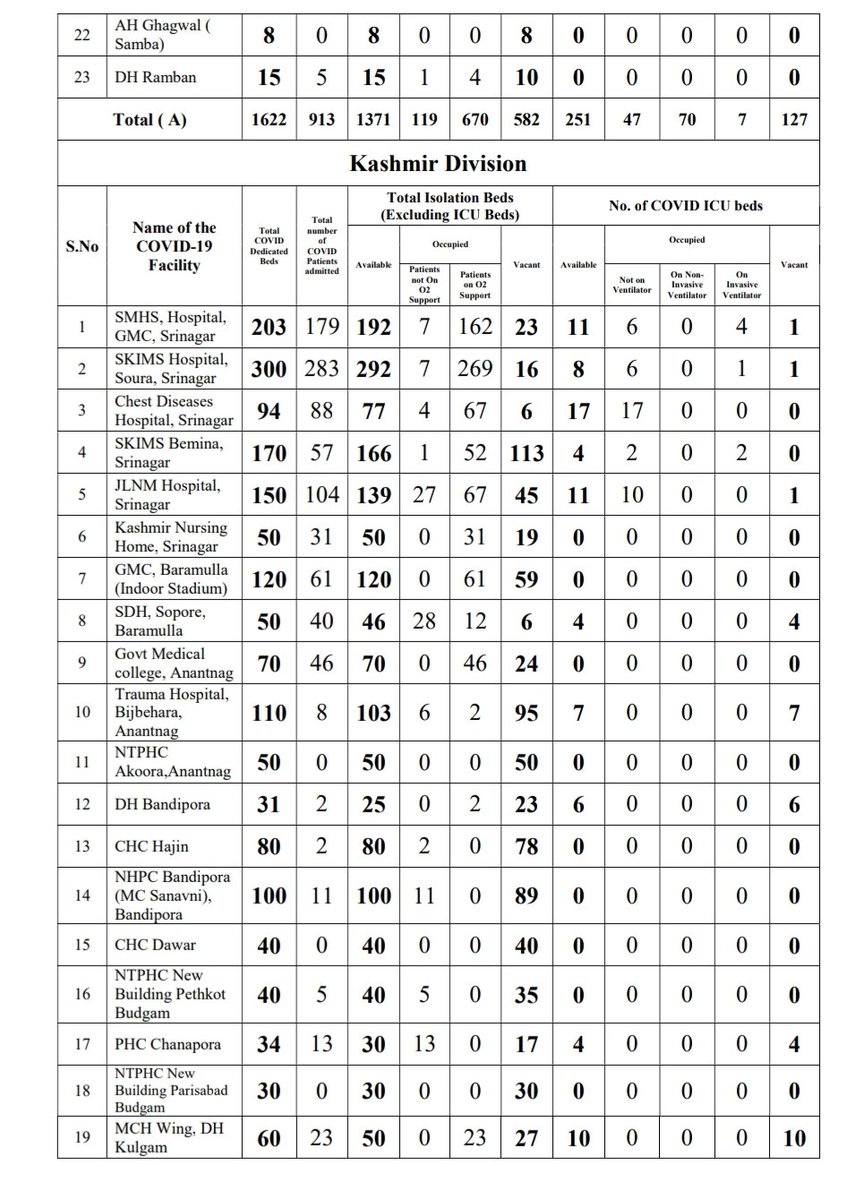 22 AH Ghagwal ( Samba) 8 0 8 0 0 8 0 0 0 0 0
23 DH Ramban 15 5 15 1 4 10 0 0 0 0 0
Total ( A) 1622 913 1371 119 670 582 251 47 70 7 127
Kashmir Division
S.No
Name of the COVID-19 Facility
Total COVID Dedicated Beds
Total number of COVID Patients admitted
Total Isolation Beds (Excluding ICU Beds)
No. of COVID ICU beds
Available
Occupied
Patients not On O2 Support
Patients on O2 Support
Vacant
Available
Occupied
Not on Ventilator
On Non-Invasive Ventilator
On Invasive Ventilator
Vacant
1 SMHS, Hospital, GMC, Srinagar 203 179 192 7 162 23 11 6 0 4 1
2 SKIMS Hospital, Soura, Srinagar 300 283 292 7 269 16 8 6 0 1 1
3 Chest Diseases Hospital, Srinagar 94 88 77 4 67 6 17 17 0 0 0
4 SKIMS Bemina, Srinagar 170 57 166 1 52 113 4 2 0 2 0
5 JLNM Hospital, Srinagar 150 104 139 27 67 45 11 10 0 0 1
6 Kashmir Nursing Home, Srinagar 50 31 50 0 31 19 0 0 0 0 0
7 GMC, Baramulla (Indoor Stadium) 120 61 120 0 61 59 0 0 0 0 0
8 SDH, Sopore, Baramulla 50 40 46 28 12 6 4 0 0 0 4
9 Govt Medical college, Anantnag 70 46 70 0 46 24 0 0 0 0 0
10 Trauma Hospital, Bijbehara, Anantnag 110 8 103 6 2 95 7 0 0 0 7
11 NTPHC Akoora,Anantnag 50 0 50 0 0 50 0 0 0 0 0
12 DH Bandipora 31 2 25 0 2 23 6 0 0 0 6
13 CHC Hajin 80 2 80 2 0 78 0 0 0 0 0
14 NHPC Bandipora (MC Sanavni), Bandipora 100 11 100 11 0 89 0 0 0 0 0
15 CHC Dawar 40 0 40 0 0 40 0 0 0 0 0
16 NTPHC New Building Pethkot Budgam 40 5 40 5 0 35 0 0 0 0 0
17 PHC Chanapora 34 13 30 13 0 17 4 0 0 0 4
18 NTPHC New Building Parisabad Budgam 30 0 30 0 0 30 0 0 0 0 0
19 MCH Wing, DH Kulgam 60 23 50 0 23 27 10 0 0 0 10